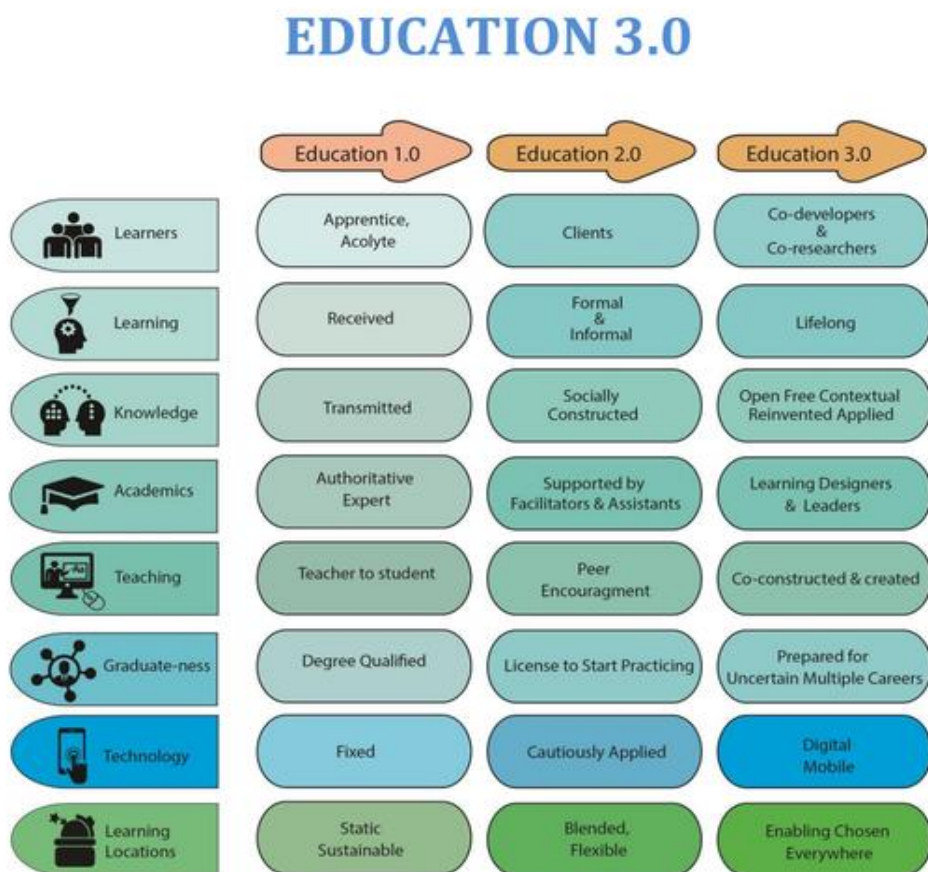 EDUCATION 3.0
Education 1.0
Education 2.0
Education 3.0
Learners
Apprentice,
Acolyte
Clients
Co-developers
&
Co-researchers
Learning
Received
Formal
&
Informal
Lifelong
Knowledge
Transmitted
Socially
Constructed
Open Free Contextual
Reinvented Applied
Academics
Authoritative
Expert
Supported by
Facilitators & Assistants
Learning Designers
& Leaders
Aa
Teaching
Teacher to student
Peer
Encouragment
Co-constructed & created
Graduate-ness
Degree Qualified
License to Start Practicing
Prepared for
Uncertain Multiple Careers
Technology
Fixed
Cautiously Applied
Digital
Mobile
Learning
Locations
Static
Sustainable
Blended,
Flexible
Enabling Chosen
Everywhere